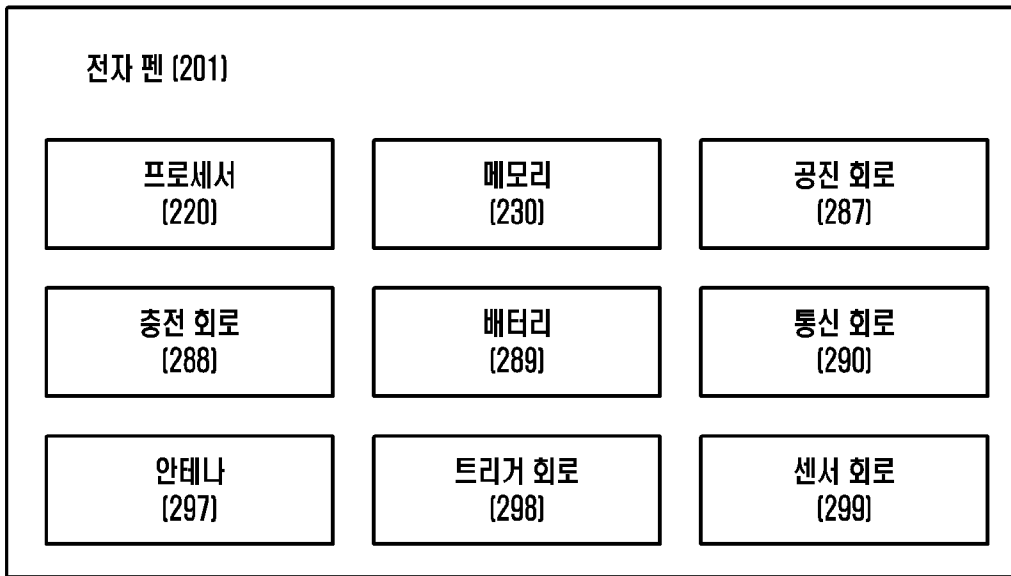 전자 펜 (201)
프로세서
(220)
메모리
(230)
공진 회로
(287)
충전 회로
(288)
배터리
(289)
통신 회로
(290)
안테나
(297)
트리거 회로
(298)
센서 회로
(299)